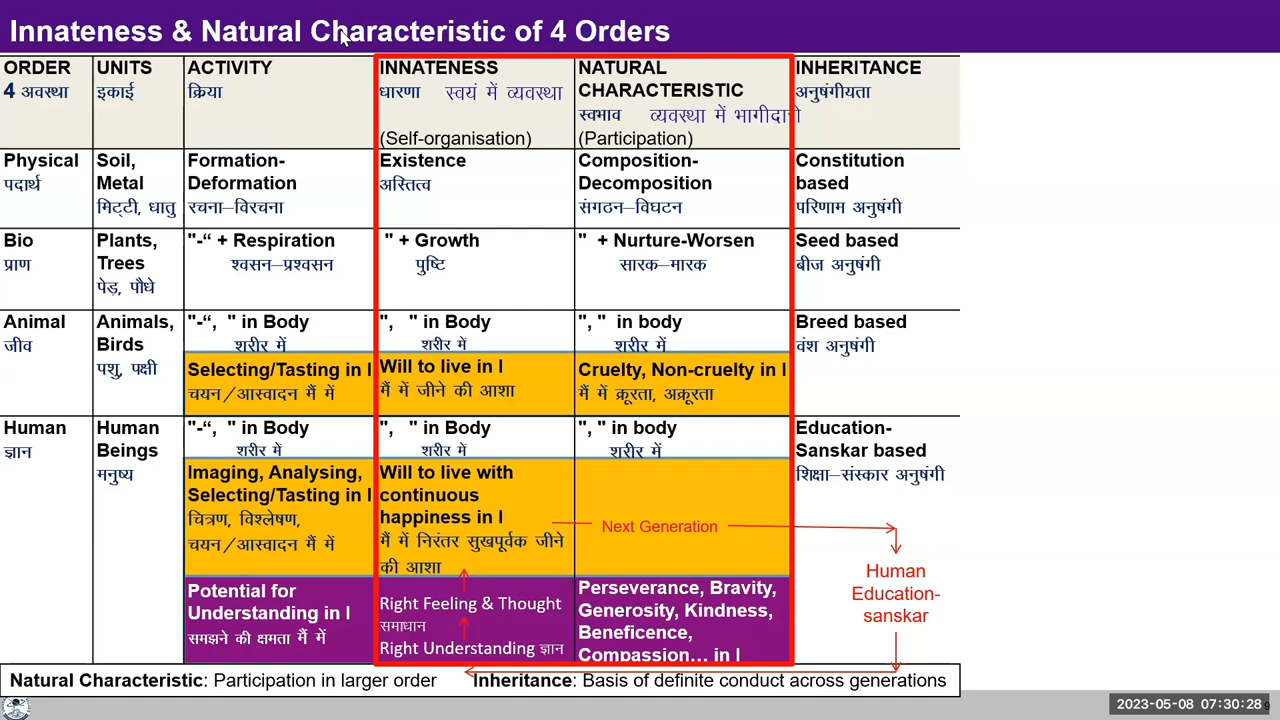 Innateness & Natural Characteristic of 4 Orders
ORDER
4 अवस्था
UNITS
इकाई
ACTIVITY
क्रिया
INNATENESS
धारणा स्वयं में व्यवस्था
(Self-organisation)
NATURAL
CHARACTERISTIC
स्वभाव व्यवस्था में भागीदारी
(Participation)
INHERITANCE
अनुषंगीयता
Physical
पदार्थ
Soil,
Metal
मिट्टी, धातु
Formation-
Deformation
रचना–विरचना
Existence
अस्तित्व
Composition-
Decomposition
संगठन–विघटन
Constitution
based
परिणाम अनुषंगी
Bio
प्राण
Plants,
Trees
पेड़, पौधे
"-“ + Respiration
श्वसन–प्रश्वसन
" + Growth
पुष्टि
" + Nurture-Worsen
सारक–मारक
Seed based
बीज अनुषंगी
Animal
जीव
Animals,
Birds
पशु, पक्षी
"-“, " in Body
शरीर में
Selecting/Tasting in I
चयन/आस्वादन मैं में
", " in Body
शरीर में
Will to live in I
मैं में जीने की आशा
", " in body
शरीर में
Cruelty, Non-cruelty in I
मैं में क्रूरता, अक्रूरता
Breed based
वंश अनुषंगी
Human
ज्ञान
Human
Beings
मनुष्य
"-“, " in Body
शरीर में
Imaging, Analysing,
Selecting/Tasting in I
चित्रण, विश्लेषण,
चयन/आस्वादन मैं में
Potential for
Understanding in I
समझने की क्षमता मैं में
", " in Body
शरीर में
Will to live with
continuous
happiness in I
मैं में निरंतर सुखपूर्वक जीने
की आशा
Right Feeling & Thought
समाधान
Right Understanding ज्ञान
", " in body
शरीर में
Next Generation
Perseverance, Bravity,
Generosity, Kindness,
Beneficence,
Compassion... in I
Education-
Sanskar based
शिक्षा–संस्कार अनुषंगी
Human
Education-
sanskar
Natural Characteristic: Participation in larger order Inheritance: Basis of definite conduct across generations
2023-05-08 07:30:28
9